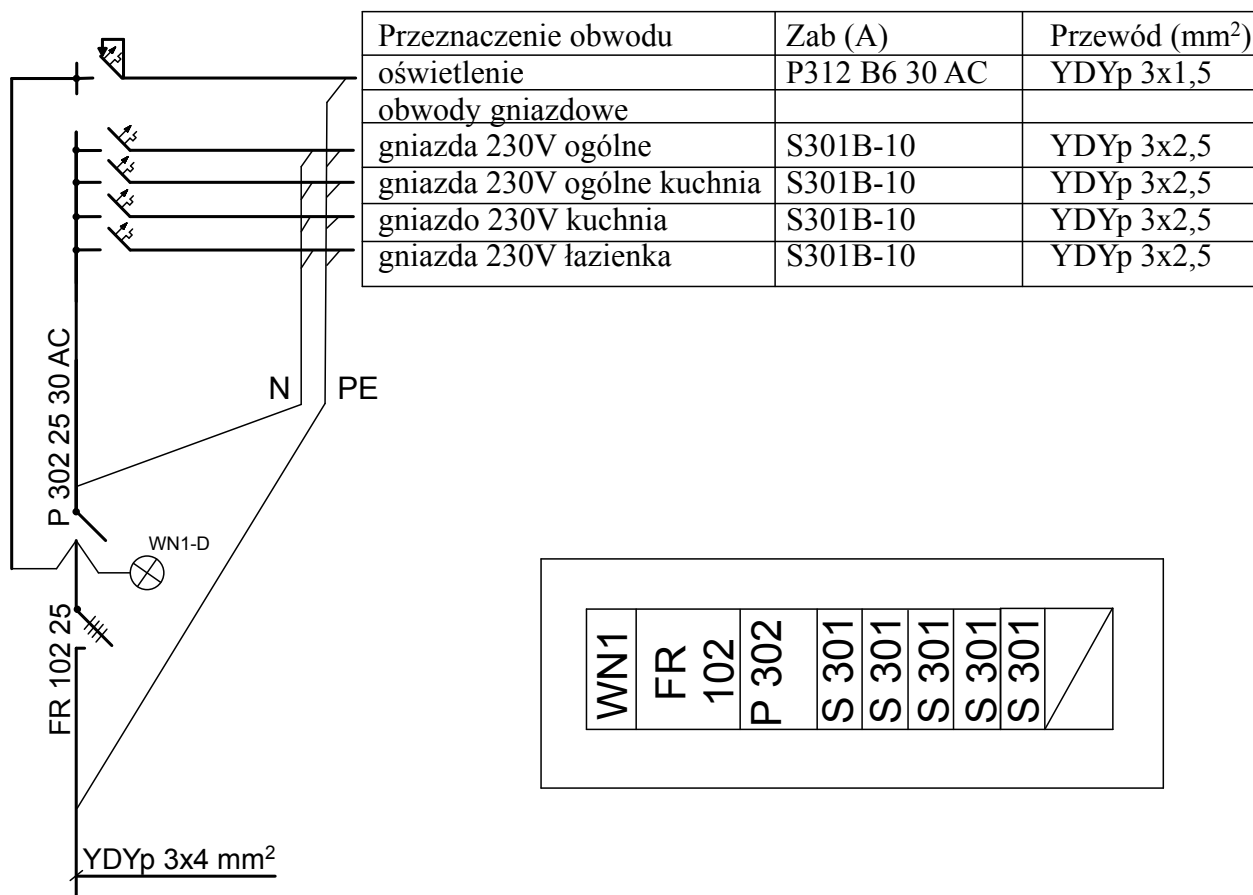 Przeznaczenie obwodu Zab (A) Przewód (mm²)
oświetlenie P312 B6 30 AC YDYp 3x1,5
obwody gniazdowe
gniazda 230V ogólne S301B-10 YDYp 3x2,5
gniazda 230V ogólne kuchnia S301B-10 YDYp 3x2,5
gniazdo 230V kuchnia S301B-10 YDYp 3x2,5
gniazda 230V łazienka S301B-10 YDYp 3x2,5
P 302 25 30 AC
N PE
WN1-D
FR 102 25
YDYp 3x4 mm²
WN1
FR
102
P 302
S 301
S 301
S 301
S 301
S 301